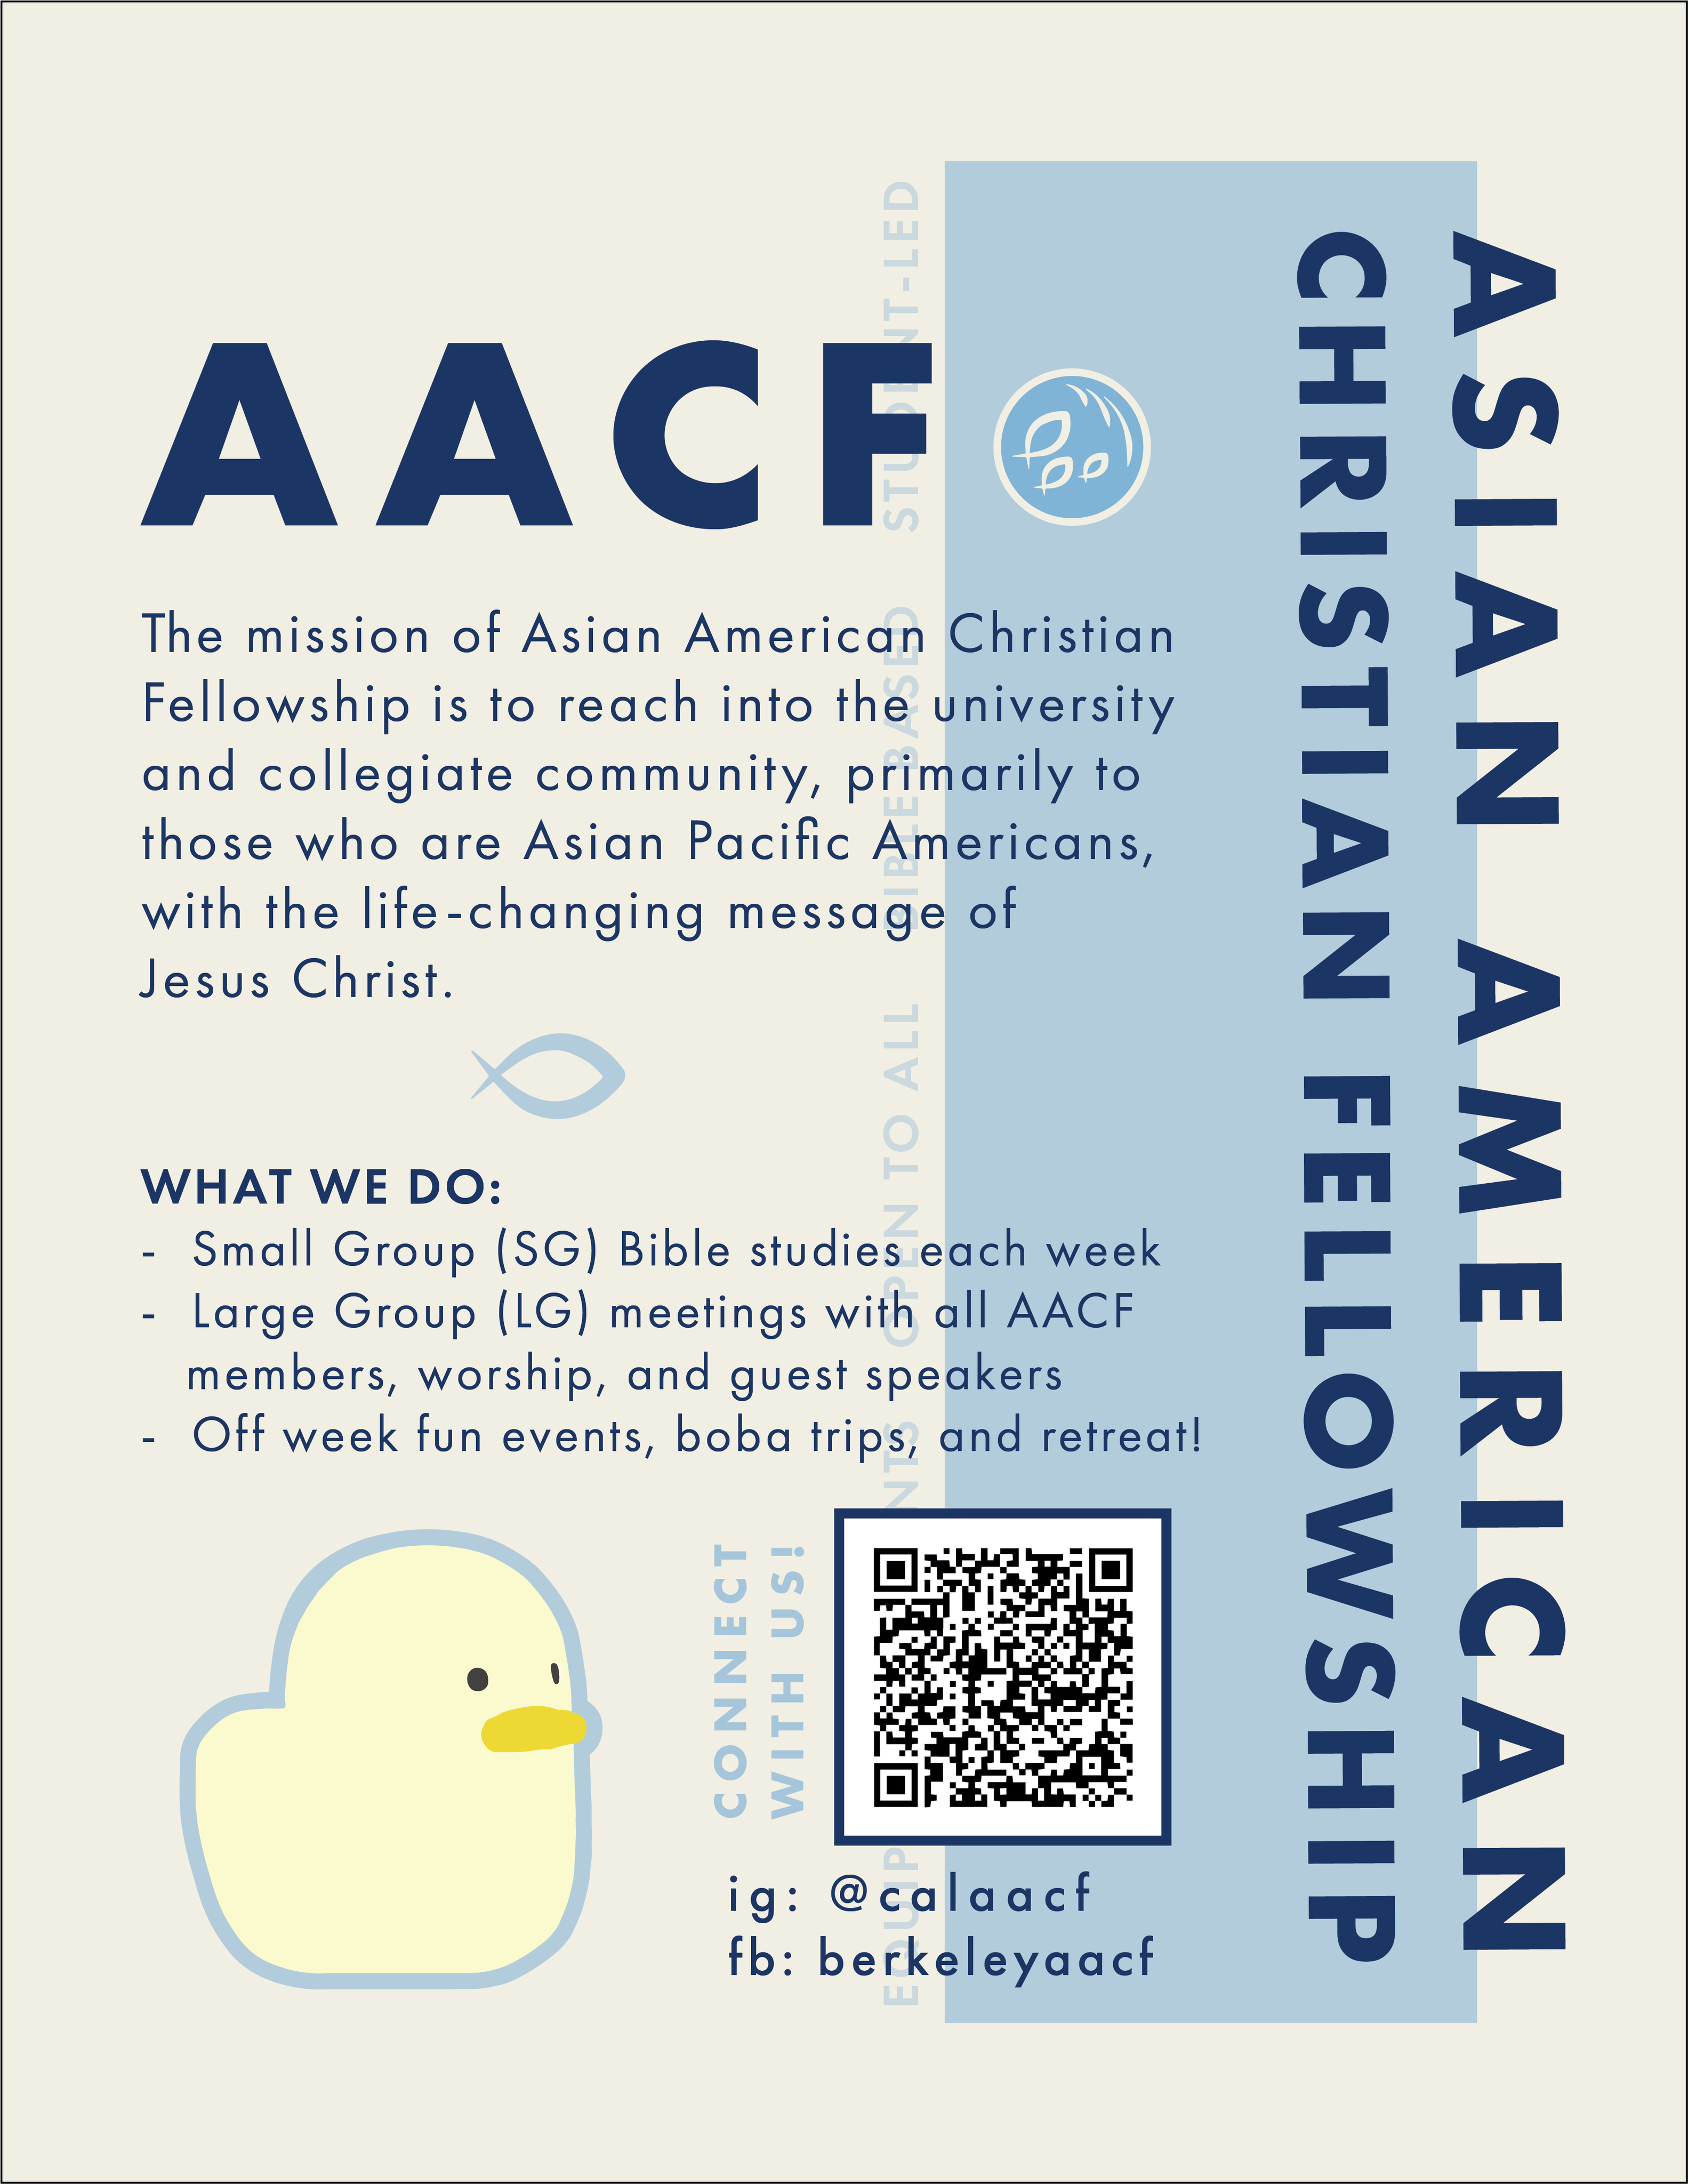 AACF
The mission of Asian American Christian
Fellowship is to reach into the university
and collegiate community, primarily to
those who are Asian Pacific Americans,
with the life-changing message of
Jesus Christ.
WHAT WE DO:
- Small Group (SG) Bible studies each week
- Large Group (LG) meetings with all AACF
members, worship, and guest speakers
- Off week fun events, boba trips, and retreat!
CONNECT
WITH US!
ig: @calaacf
fb: berkeleyaacf
EQUIP NTS OPEN TO ALL BIBLE BASED STUDENT-LED
ASIAN AMERICAN
CHRISTIAN FELLOWSHIP